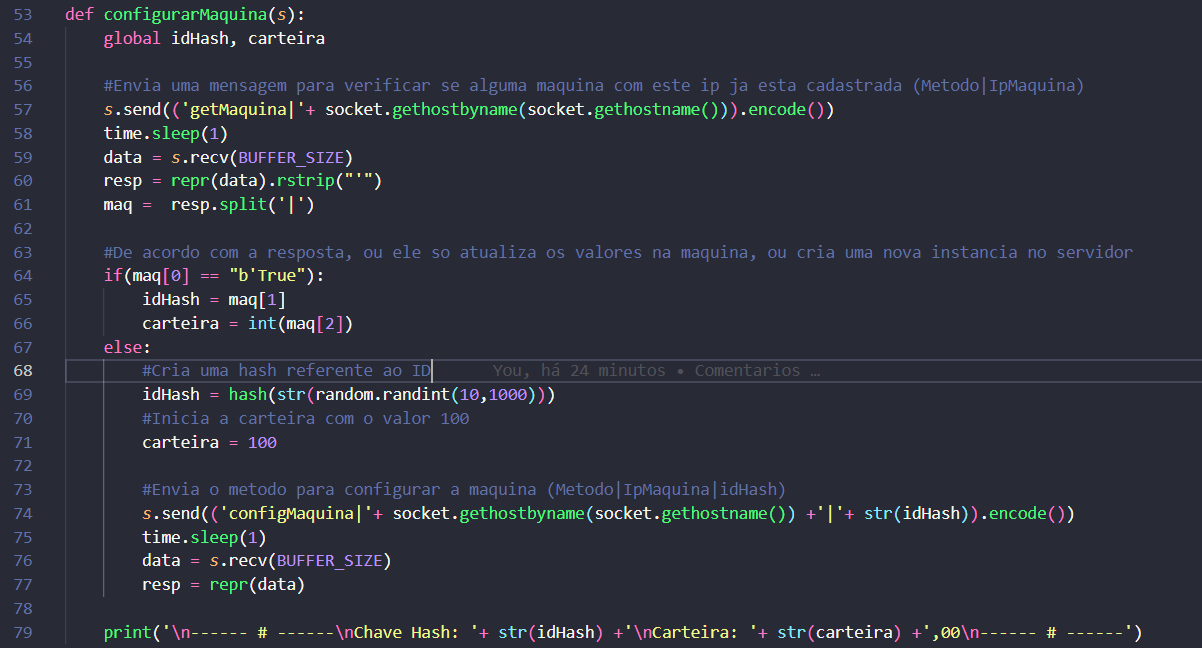 53 def configurarMaquina(s):
54     global idHash, carteira
55
56     #Envia uma mensagem para verificar se alguma maquina com este ip ja esta cadastrada (Metodo|IpMaquina)
57     s.send(('getMaquina|'+ socket.gethostbyname(socket.gethostname())).encode())
58     time.sleep(1)
59     data = s.recv(BUFFER_SIZE)
60     resp = repr(data).rstrip("'")
61     maq =  resp.split('|')
62
63     #De acordo com a resposta, ou ele so atualiza os valores na maquina, ou cria uma nova instancia no servidor
64     if(maq[0] == "b'True"):
65         idHash = maq[1]
66         carteira = int(maq[2])
67     else:
68         #Cria uma hash referente ao ID      You, há 24 minutos • Comentarios …
69         idHash = hash(str(random.randint(10,1000)))
70         #Inicia a carteira com o valor 100
71         carteira = 100
72
73         #Envia o metodo para configurar a maquina (Metodo|IpMaquina|idHash)
74         s.send(('configMaquina|'+ socket.gethostbyname(socket.gethostname()) +'|'+ str(idHash)).encode())
75         time.sleep(1)
76         data = s.recv(BUFFER_SIZE)
77         resp = repr(data)
78
79     print('\n------ # ------\nChave Hash: '+ str(idHash) +'\nCarteira: '+ str(carteira) +',00\n------ # ------')